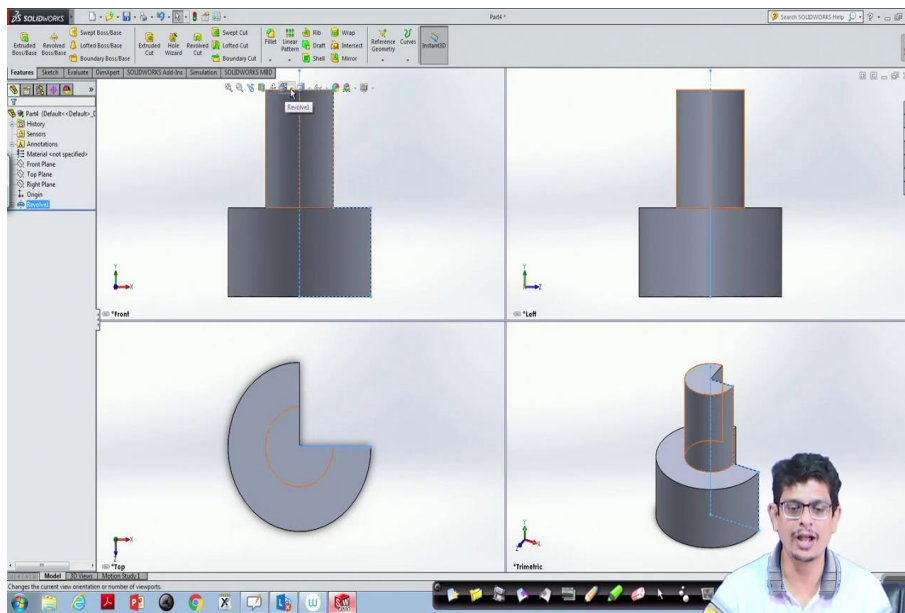 SOLIDWORKS
Part4 *
Search SOLIDWORKS Help
Extruded Boss/Base
Revolved Boss/Base
Swept Boss/Base
Lofted Boss/Base
Boundary Boss/Base
Extruded Cut
Hole Wizard
Revolved Cut
Swept Cut
Lofted Cut
Boundary Cut
Fillet
Linear Pattern
Rib
Draft
Shell
Wrap
Intersect
Mirror
Reference Geometry
Curves
Instant3D
Features Sketch Evaluate DimXpert SOLIDWORKS Add-Ins Simulation SOLIDWORKS MBD
Revolve1
Part4 (Default<<Default>_D
History
Sensors
Annotations
Material <not specified>
Front Plane
Top Plane
Right Plane
Origin
Revolve1
Y
X
*Front
Y
Z
*Left
X
Y
*Top
Y
X
Z
*Trimetric
Model 3D Views Motion Study 1
Changes the current view orientation or number of viewports.